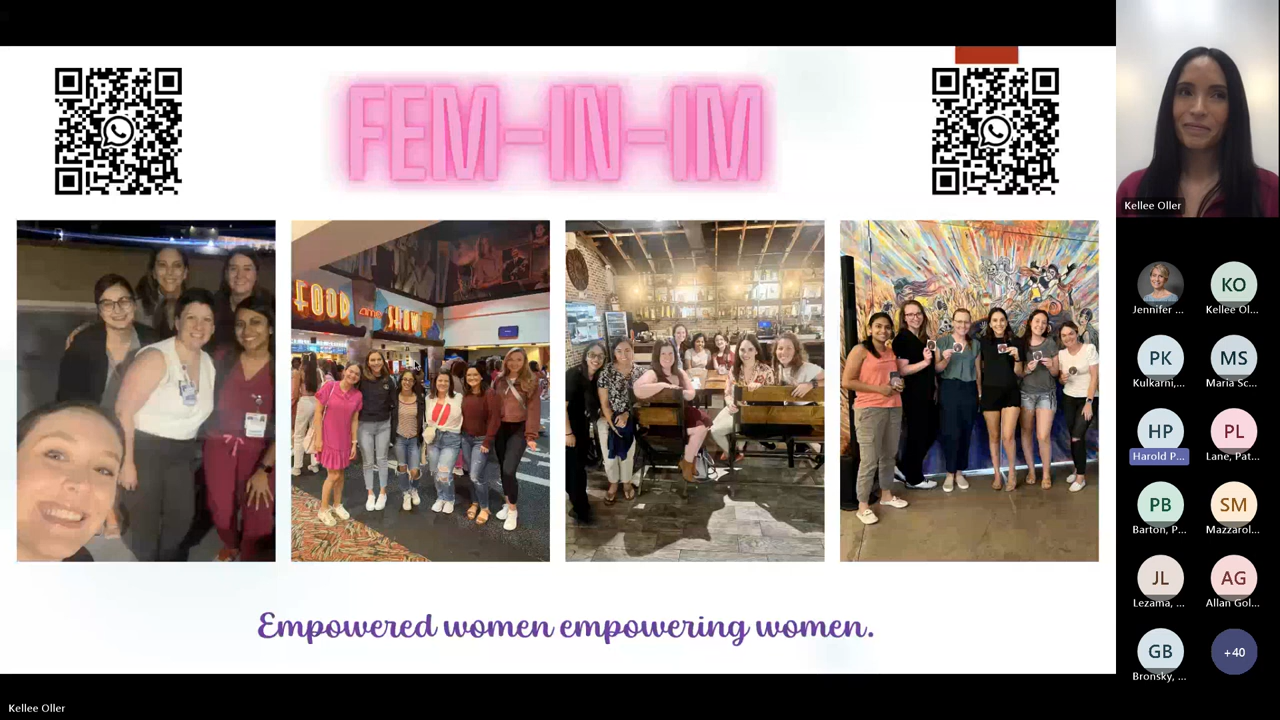 FEM-IN-IM
FOOD amc SHOW
Empowered women empowering women.
Kellee Oller
Kellee Oller
Jennifer ...
KO
Kellee Ol...
PK
Kulkarni,...
MS
Maria Sc...
HP
Harold P...
PL
Lane, Pat...
PB
Barton, P...
SM
Mazzarol...
JL
Lezama, ...
AG
Allan Gol...
GB
Bronsky, ...
+40